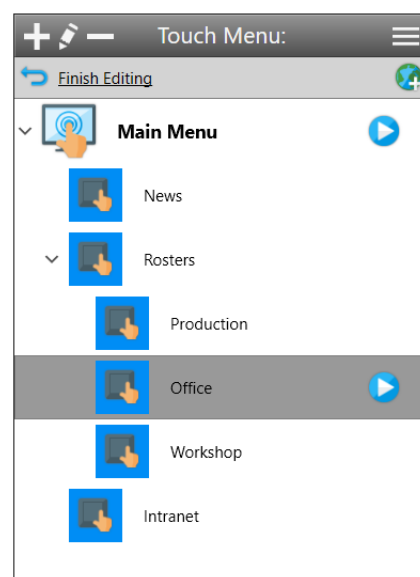 Touch Menu:
Finish Editing
Main Menu
News
Rosters
Production
Office
Workshop
Intranet